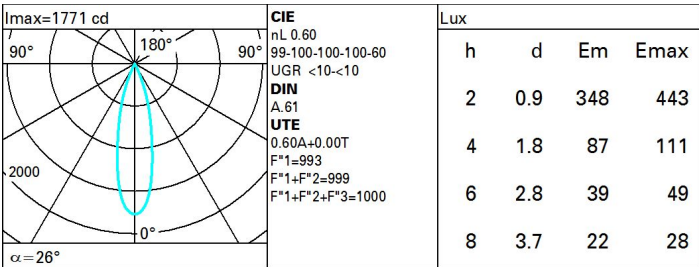 Imax=1771 cd
90°
180°
90°
2000
0°
α=26°
CIE
nL 0.60
99-100-100-100-60
UGR <10-<10
DIN
A.61
UTE
0.60A+0.00T
F"1=993
F"1+F"2=999
F"1+F"2+F"3=1000
Lux
h d Em Emax
2 0.9 348 443
4 1.8 87 111
6 2.8 39 49
8 3.7 22 28